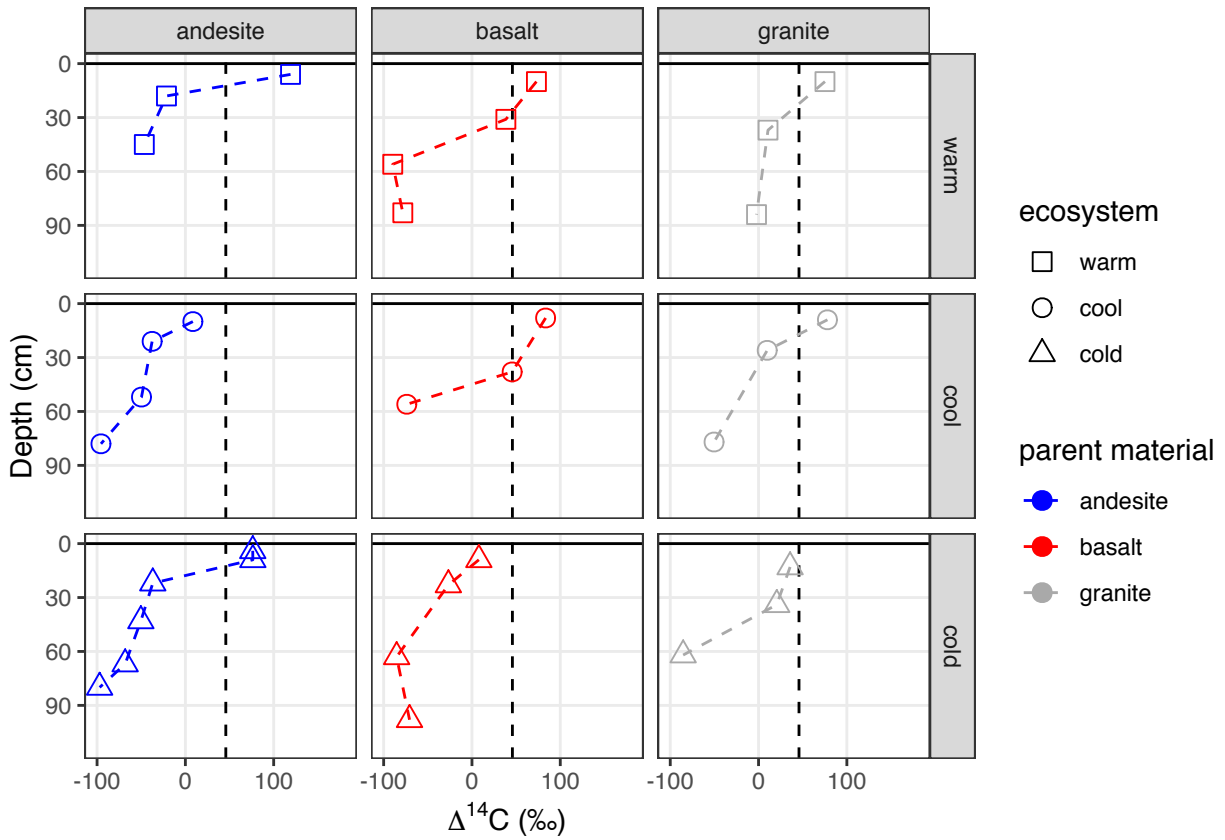 andesite basalt granite
0
30
60
90
warm
0
30
60
90
cool
0
30
60
90
cold
-100 0 100 -100 0 100 -100 0 100
Depth (cm)
Δ¹⁴C (‰)
ecosystem
warm
cool
cold
parent material
andesite
basalt
granite